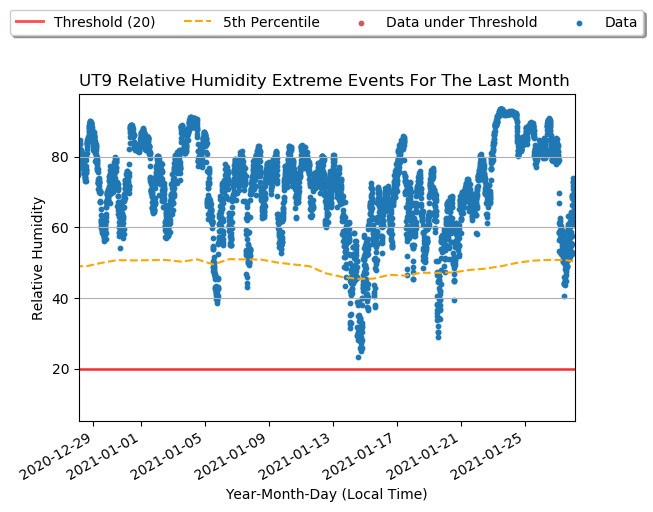 Threshold (20) 5th Percentile Data under Threshold Data
UT9 Relative Humidity Extreme Events For The Last Month
Relative Humidity
80
60
40
20
2020-12-29 2021-01-01 2021-01-05 2021-01-09 2021-01-13 2021-01-17 2021-01-21 2021-01-25
Year-Month-Day (Local Time)